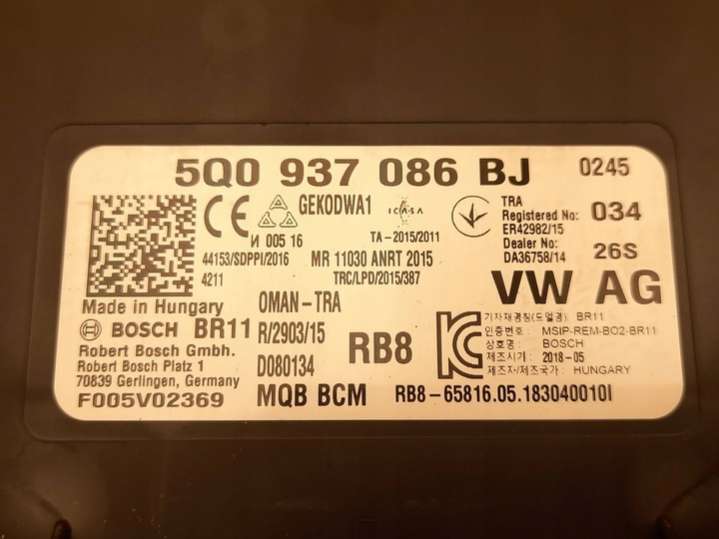 5Q0 937 086 BJ 0245
CE GEKODWA1 ICASA
И 005 16 TA-2015/2011
44153/SDPPI/2016 MR 11030 ANRT 2015
4211 TRC/LPD/2015/387
TRA
Registered No: 034
ER42982/15
Dealer No: 26S
DA36758/14
VW AG
Made in Hungary OMAN-TRA
BOSCH BR11 R/2903/15
Robert Bosch Gmbh. D080134 RB8
Robert Bosch Platz 1
70839 Gerlingen, Germany
F005V02369 MQB BCM RB8-65816.05.183040010I
기자재명칭(모델명): BR11
인증번호: MSIP-REM-BO2-BR11
상호명: BOSCH
제조시기: 2018-05
제조자/제조국가: HUNGARY